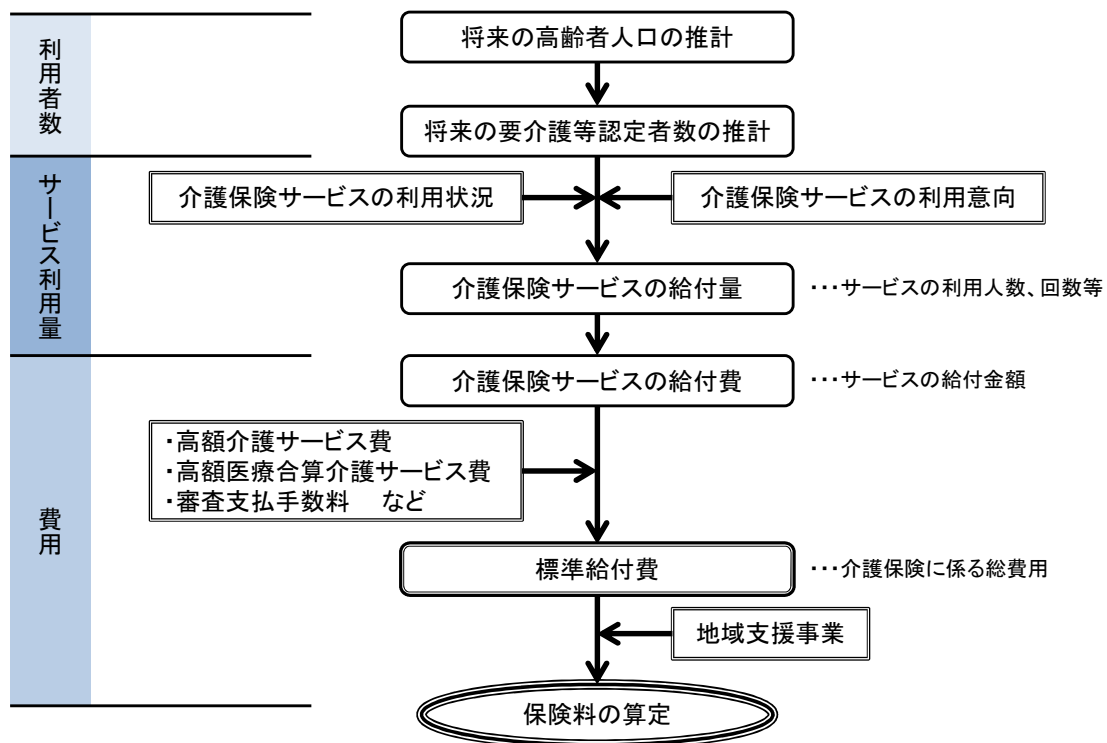 利用者数
将来の高齢者人口の推計
将来の要介護等認定者数の推計
サービス利用量
介護保険サービスの利用状況
介護保険サービスの利用意向
介護保険サービスの給付量
・・・サービスの利用人数、回数等
費用
介護保険サービスの給付費
・・・サービスの給付金額
・高額介護サービス費
・高額医療合算介護サービス費
・審査支払手数料　など
標準給付費
・・・介護保険に係る総費用
地域支援事業
保険料の算定